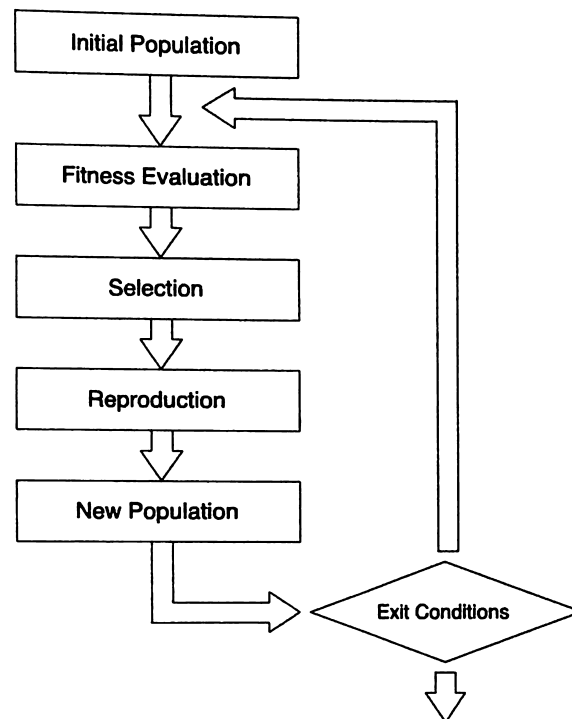 Initial Population
Fitness Evaluation
Selection
Reproduction
New Population
Exit Conditions